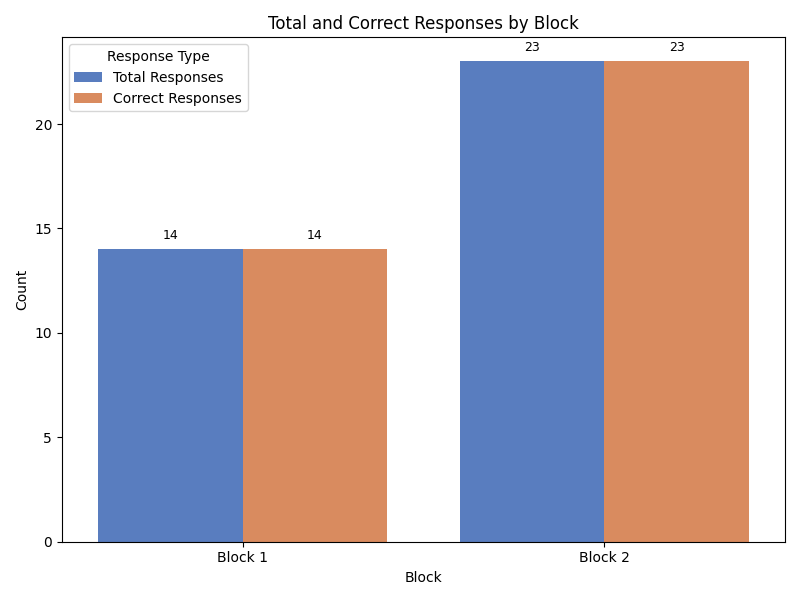 Total and Correct Responses by Block
Response Type
Total Responses
Correct Responses
23
23
14
14
20
15
10
5
0
Count
Block 1
Block 2
Block